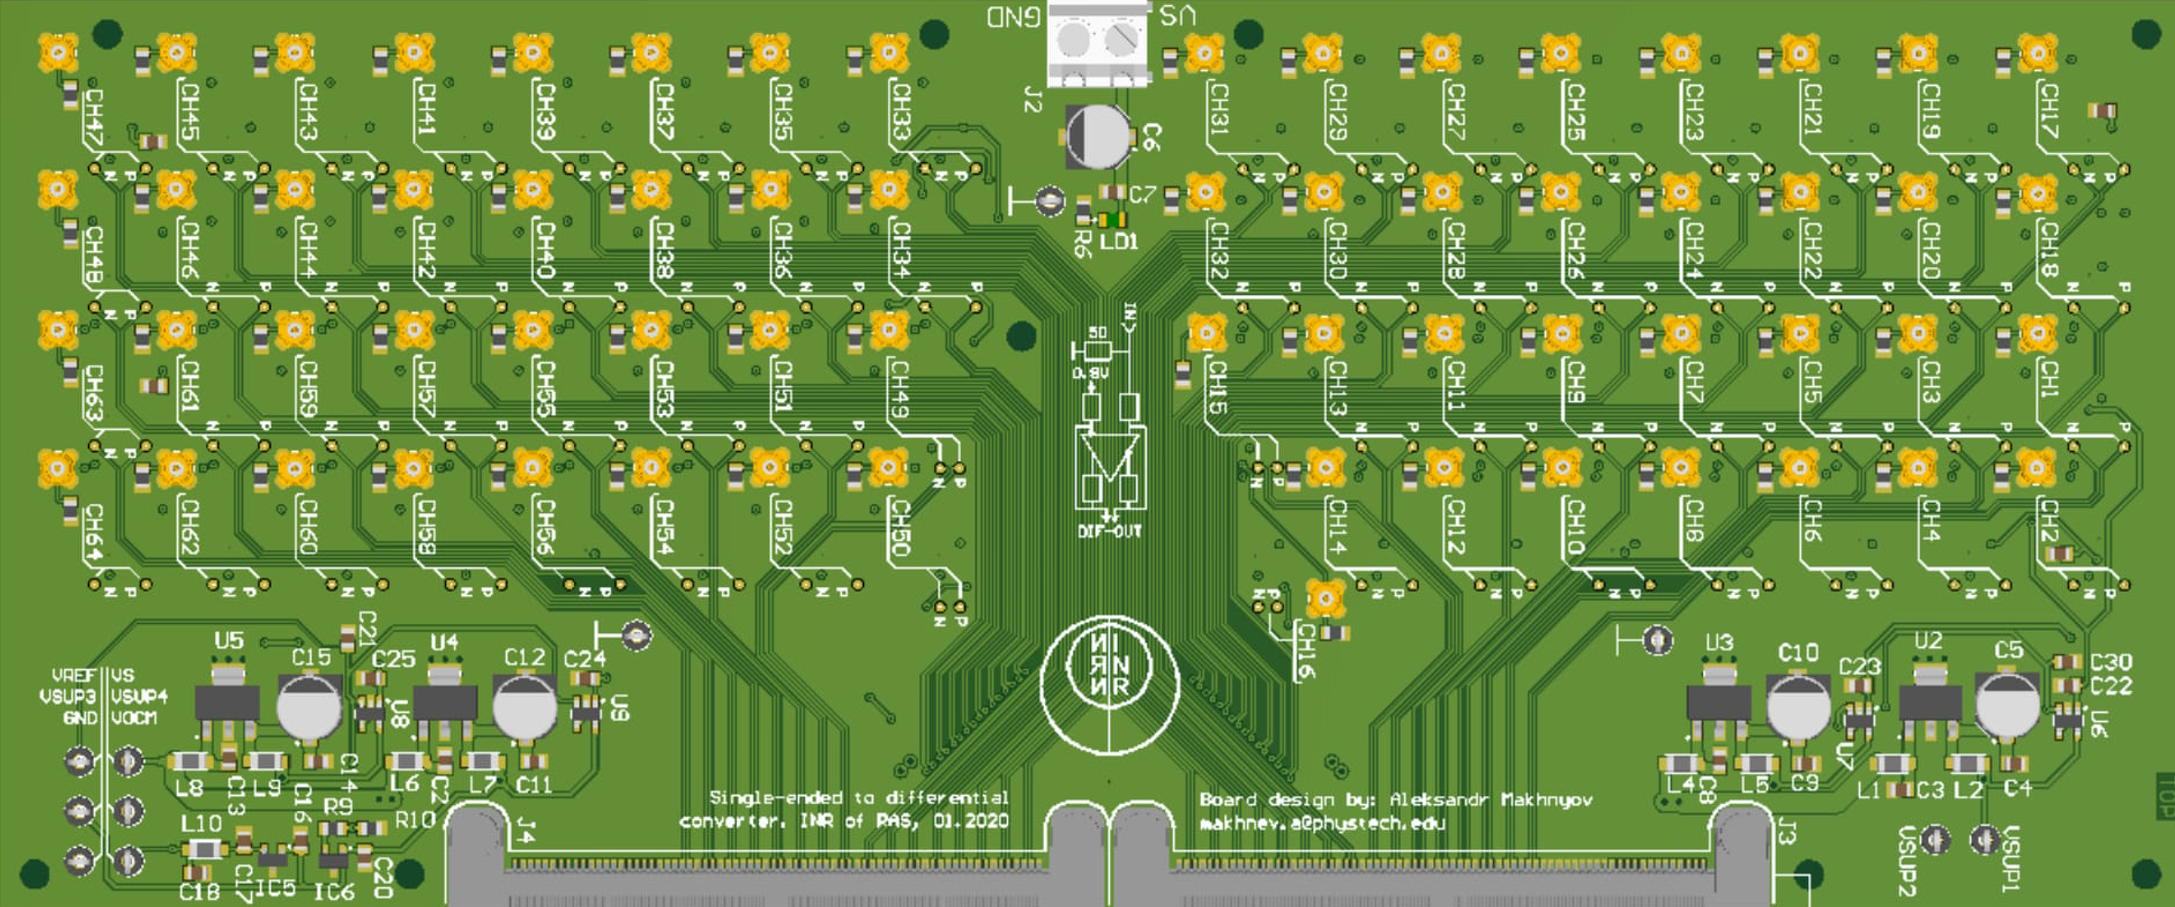 GND VS
J2
C6
C7
R6
LD1
CH47 CH45 CH43 CH41 CH39 CH37 CH35 CH33 CH31 CH29 CH27 CH25 CH23 CH21 CH19 CH17
N P N P N P N P N P N P N P N P N P N P N P N P N P N P N P N P
CH48 CH46 CH44 CH42 CH40 CH38 CH36 CH34 CH32 CH30 CH28 CH26 CH24 CH22 CH20 CH18
N P N P N P N P N P N P N P N P N P N P N P N P N P N P N P N P
IN
50
0.9V
DIF-OUT
CH63 CH61 CH59 CH57 CH55 CH53 CH51 CH49 CH15 CH13 CH11 CH9 CH7 CH5 CH3 CH1
N P N P N P N P N P N P N P N P N P N P N P N P N P N P N P N P
CH64 CH62 CH60 CH58 CH56 CH54 CH52 CH50 CH14 CH12 CH10 CH8 CH6 CH4 CH2
N P N P N P N P N P N P N P N P N P N P N P N P N P N P N P N P
CH16
INR
INR
U5 C21 U4
C15 C25 C12 C24
U8 U9
VREF VS
VSUP3 VSUP4
GND VOCM
L8 C13 L9 C14 L6 C2 L7 C11
C16 R9 R10
L10
C18 C17 IC5 IC6 C20
J4
Single-ended to differential
converter. INR of RAS, 01.2020
Board design by: Aleksandr Makhnyov
makhnev.a@phystech.edu
J3
U3 C10 C23 U2 C5 C30
C22
U7 U6
L4 C8 L5 C9 L1 C3 L2 C4
VSUP2 VSUP1
TOP